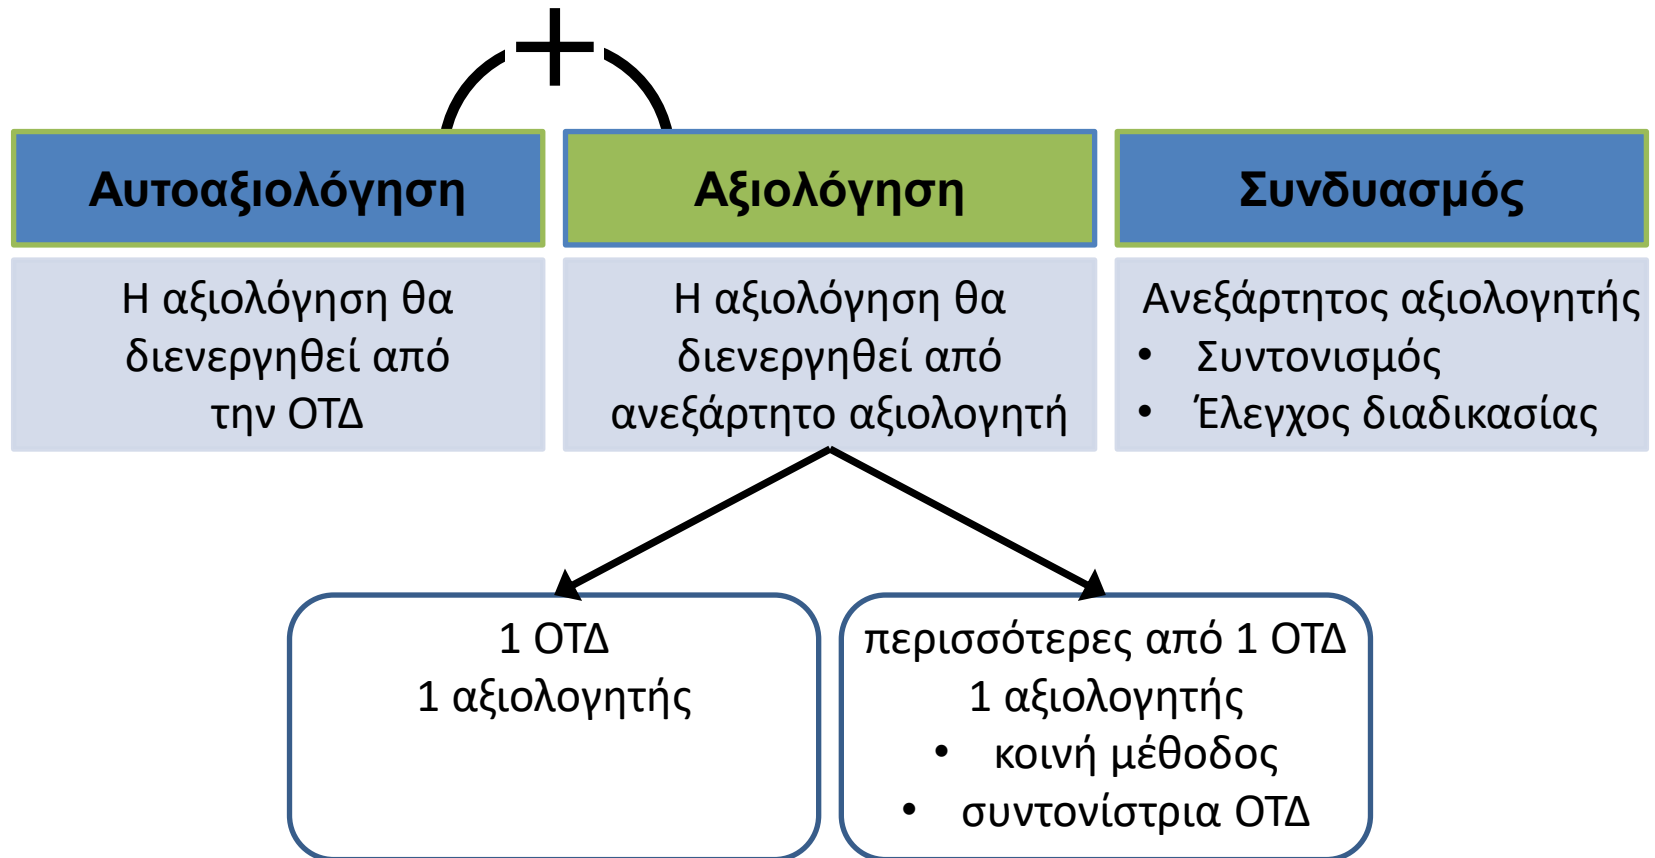 +
Αυτοαξιολόγηση
Αξιολόγηση
Συνδυασμός
Η αξιολόγηση θα
διενεργηθεί από
την ΟΤΔ
Η αξιολόγηση θα
διενεργηθεί από
ανεξάρτητο αξιολογητή
Ανεξάρτητος αξιολογητής
• Συντονισμός
• Έλεγχος διαδικασίας
1 ΟΤΔ
1 αξιολογητής
περισσότερες από 1 ΟΤΔ
1 αξιολογητής
• κοινή μέθοδος
• συντονίστρια ΟΤΔ